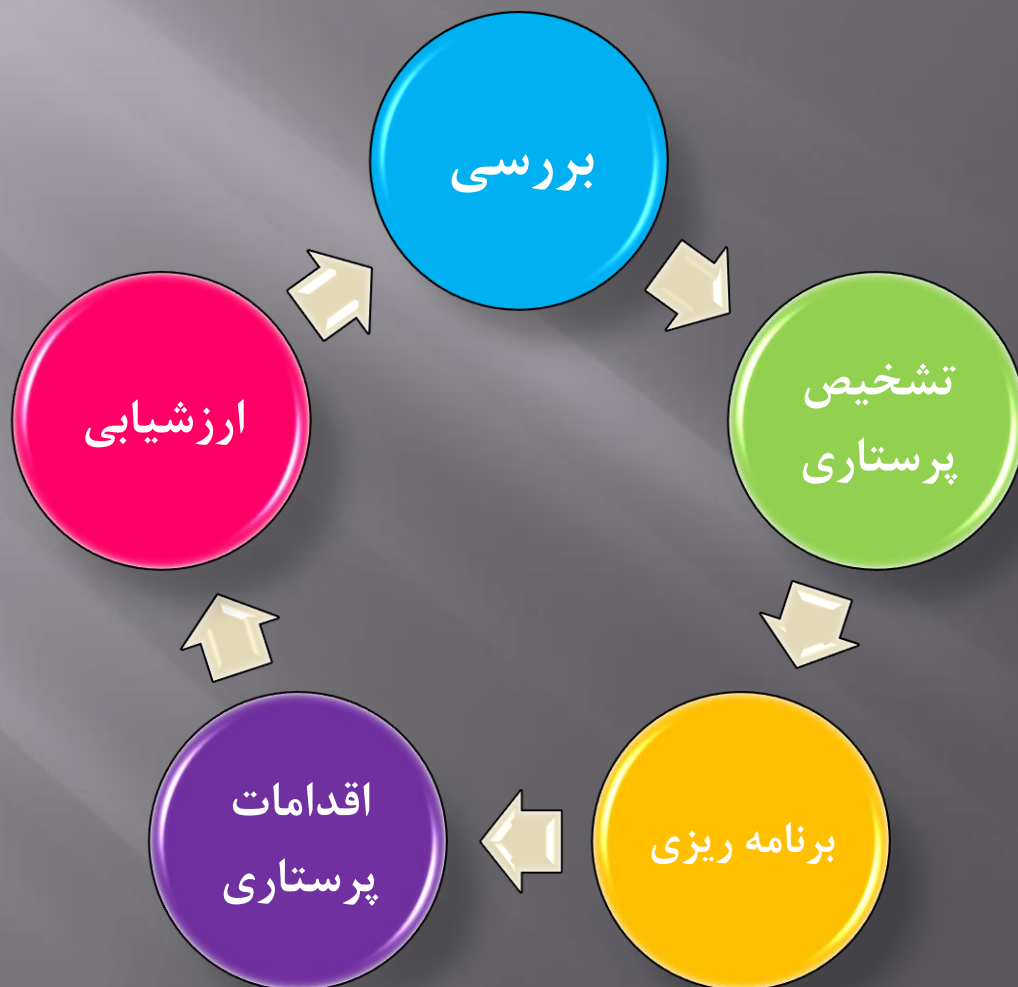 بررسی
تشخیص
پرستاری
برنامه ریزی
اقدامات
پرستاری
ارزشیابی